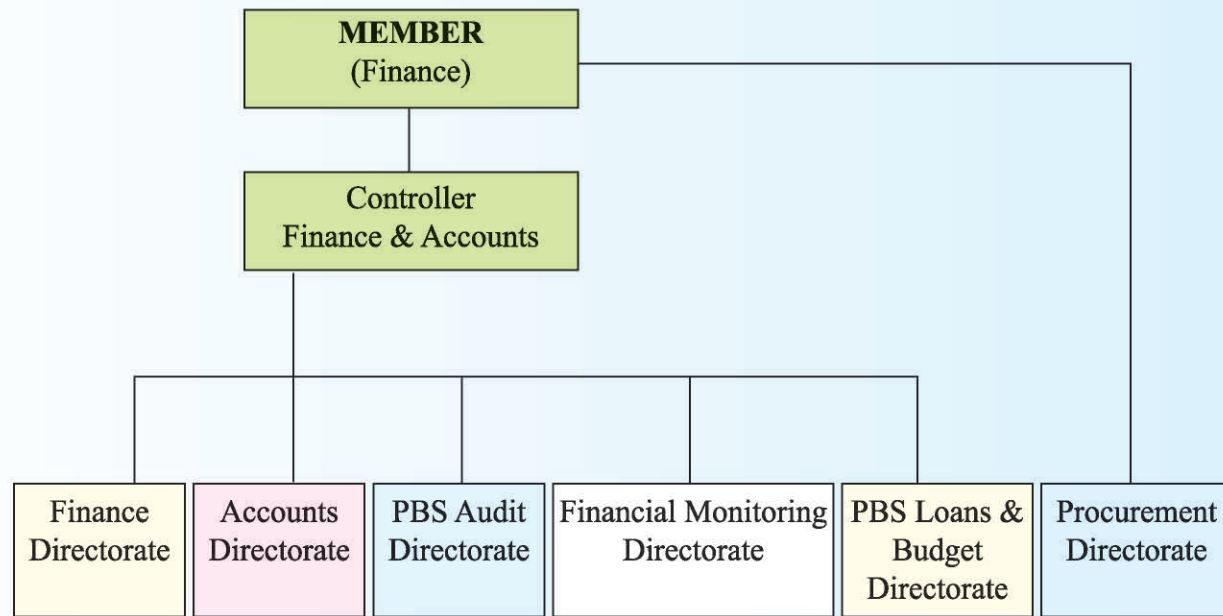 MEMBER
(Finance)
Controller
Finance & Accounts
Finance
Directorate
Accounts
Directorate
PBS Audit
Directorate
Financial Monitoring
Directorate
PBS Loans &
Budget
Directorate
Procurement
Directorate